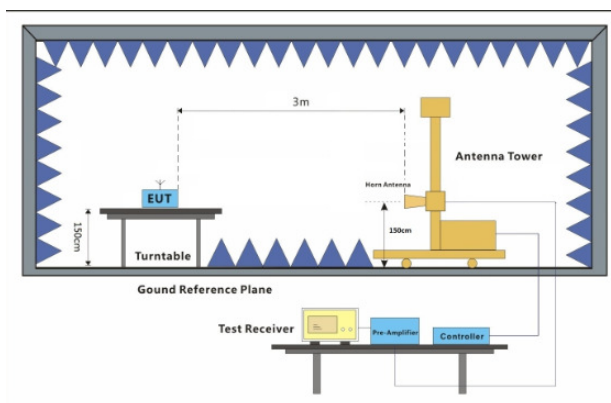 3m
Antenna Tower
Horn Antenna
EUT
150cm
150cm
Turntable
Gound Reference Plane
Test Receiver
Pre-Amplifier
Controller